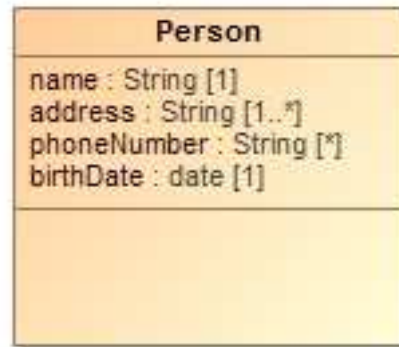 Person
name : String [1]
address : String [1..*]
phoneNumber : String [*]
birthDate : date [1]